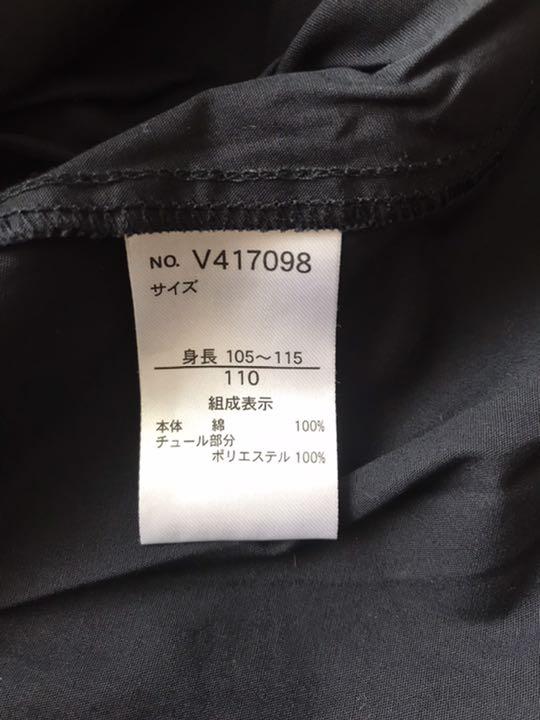 NO. V417098
サイズ
身長 105～115
110
組成表示
本体 綿 100%
チュール部分
ポリエステル 100%